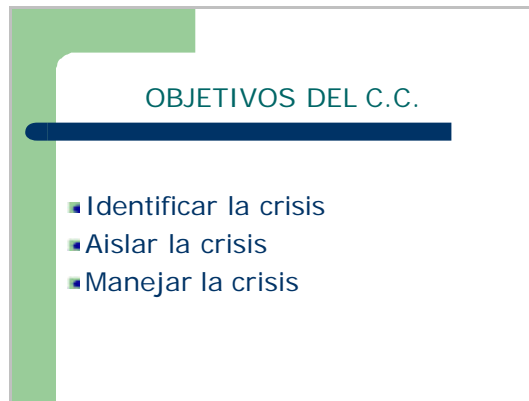 OBJETIVOS DEL C.C.
Identificar la crisis
Aislar la crisis
Manejar la crisis